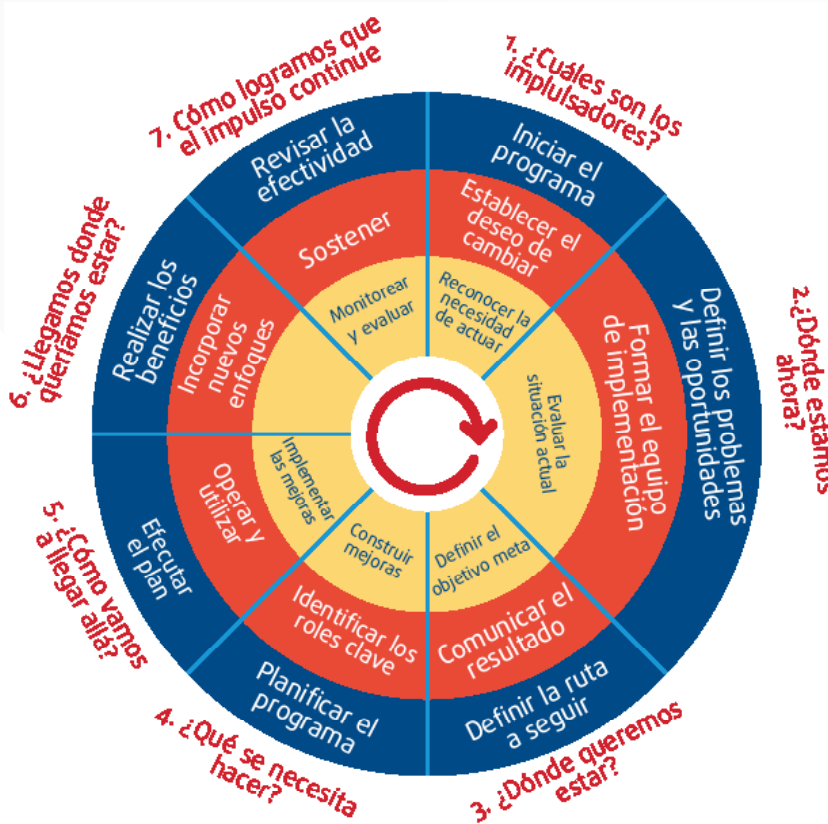 1. ¿Cuáles son los
implulsadores?
Iniciar el
programa
Establecer el
deseo de
cambiar
Reconocer la
necesidad
de actuar
2.¿Dónde estamos
ahora?
Definir los problemas
y las oportunidades
Formar el equipo
de implementación
Evaluar la
situación actual
3. ¿Dónde queremos
estar?
Definir la ruta
a seguir
Comunicar el
resultado
Definir el
objetivo meta
4. ¿Qué se necesita
hacer?
Planificar el
programa
Identificar los
roles clave
Construir
mejoras
5. ¿Cómo vamos
a llegar allá?
Efecutar
el plan
Operar y
utilizar
Implementar
las mejoras
6. ¿Llegamos donde
queríamos estar?
Realizar los
beneficios
Incorporar
nuevos
enfoques
7. Cómo logramos que
el impulso continue
Revisar la
efectividad
Sostener
Monitorear
y evaluar